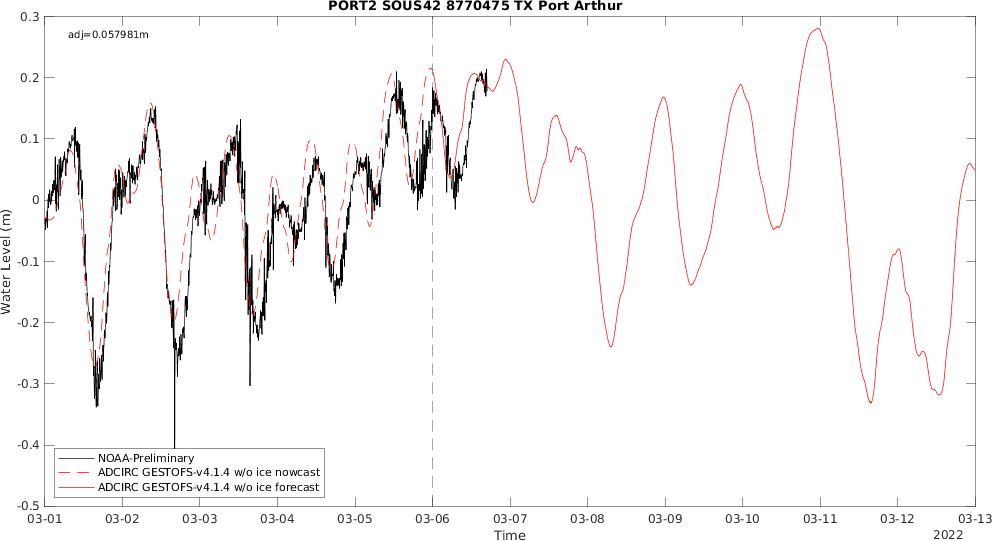 PORT2 SOUS42 8770475 TX Port Arthur
adj=0.057981m
0.3
0.2
0.1
0
-0.1
-0.2
-0.3
-0.4
-0.5
Water Level (m)
NOAA-Preliminary
ADCIRC GESTOFS-v4.1.4 w/o ice nowcast
ADCIRC GESTOFS-v4.1.4 w/o ice forecast
03-01 03-02 03-03 03-04 03-05 03-06 03-07 03-08 03-09 03-10 03-11 03-12 03-13
Time
2022